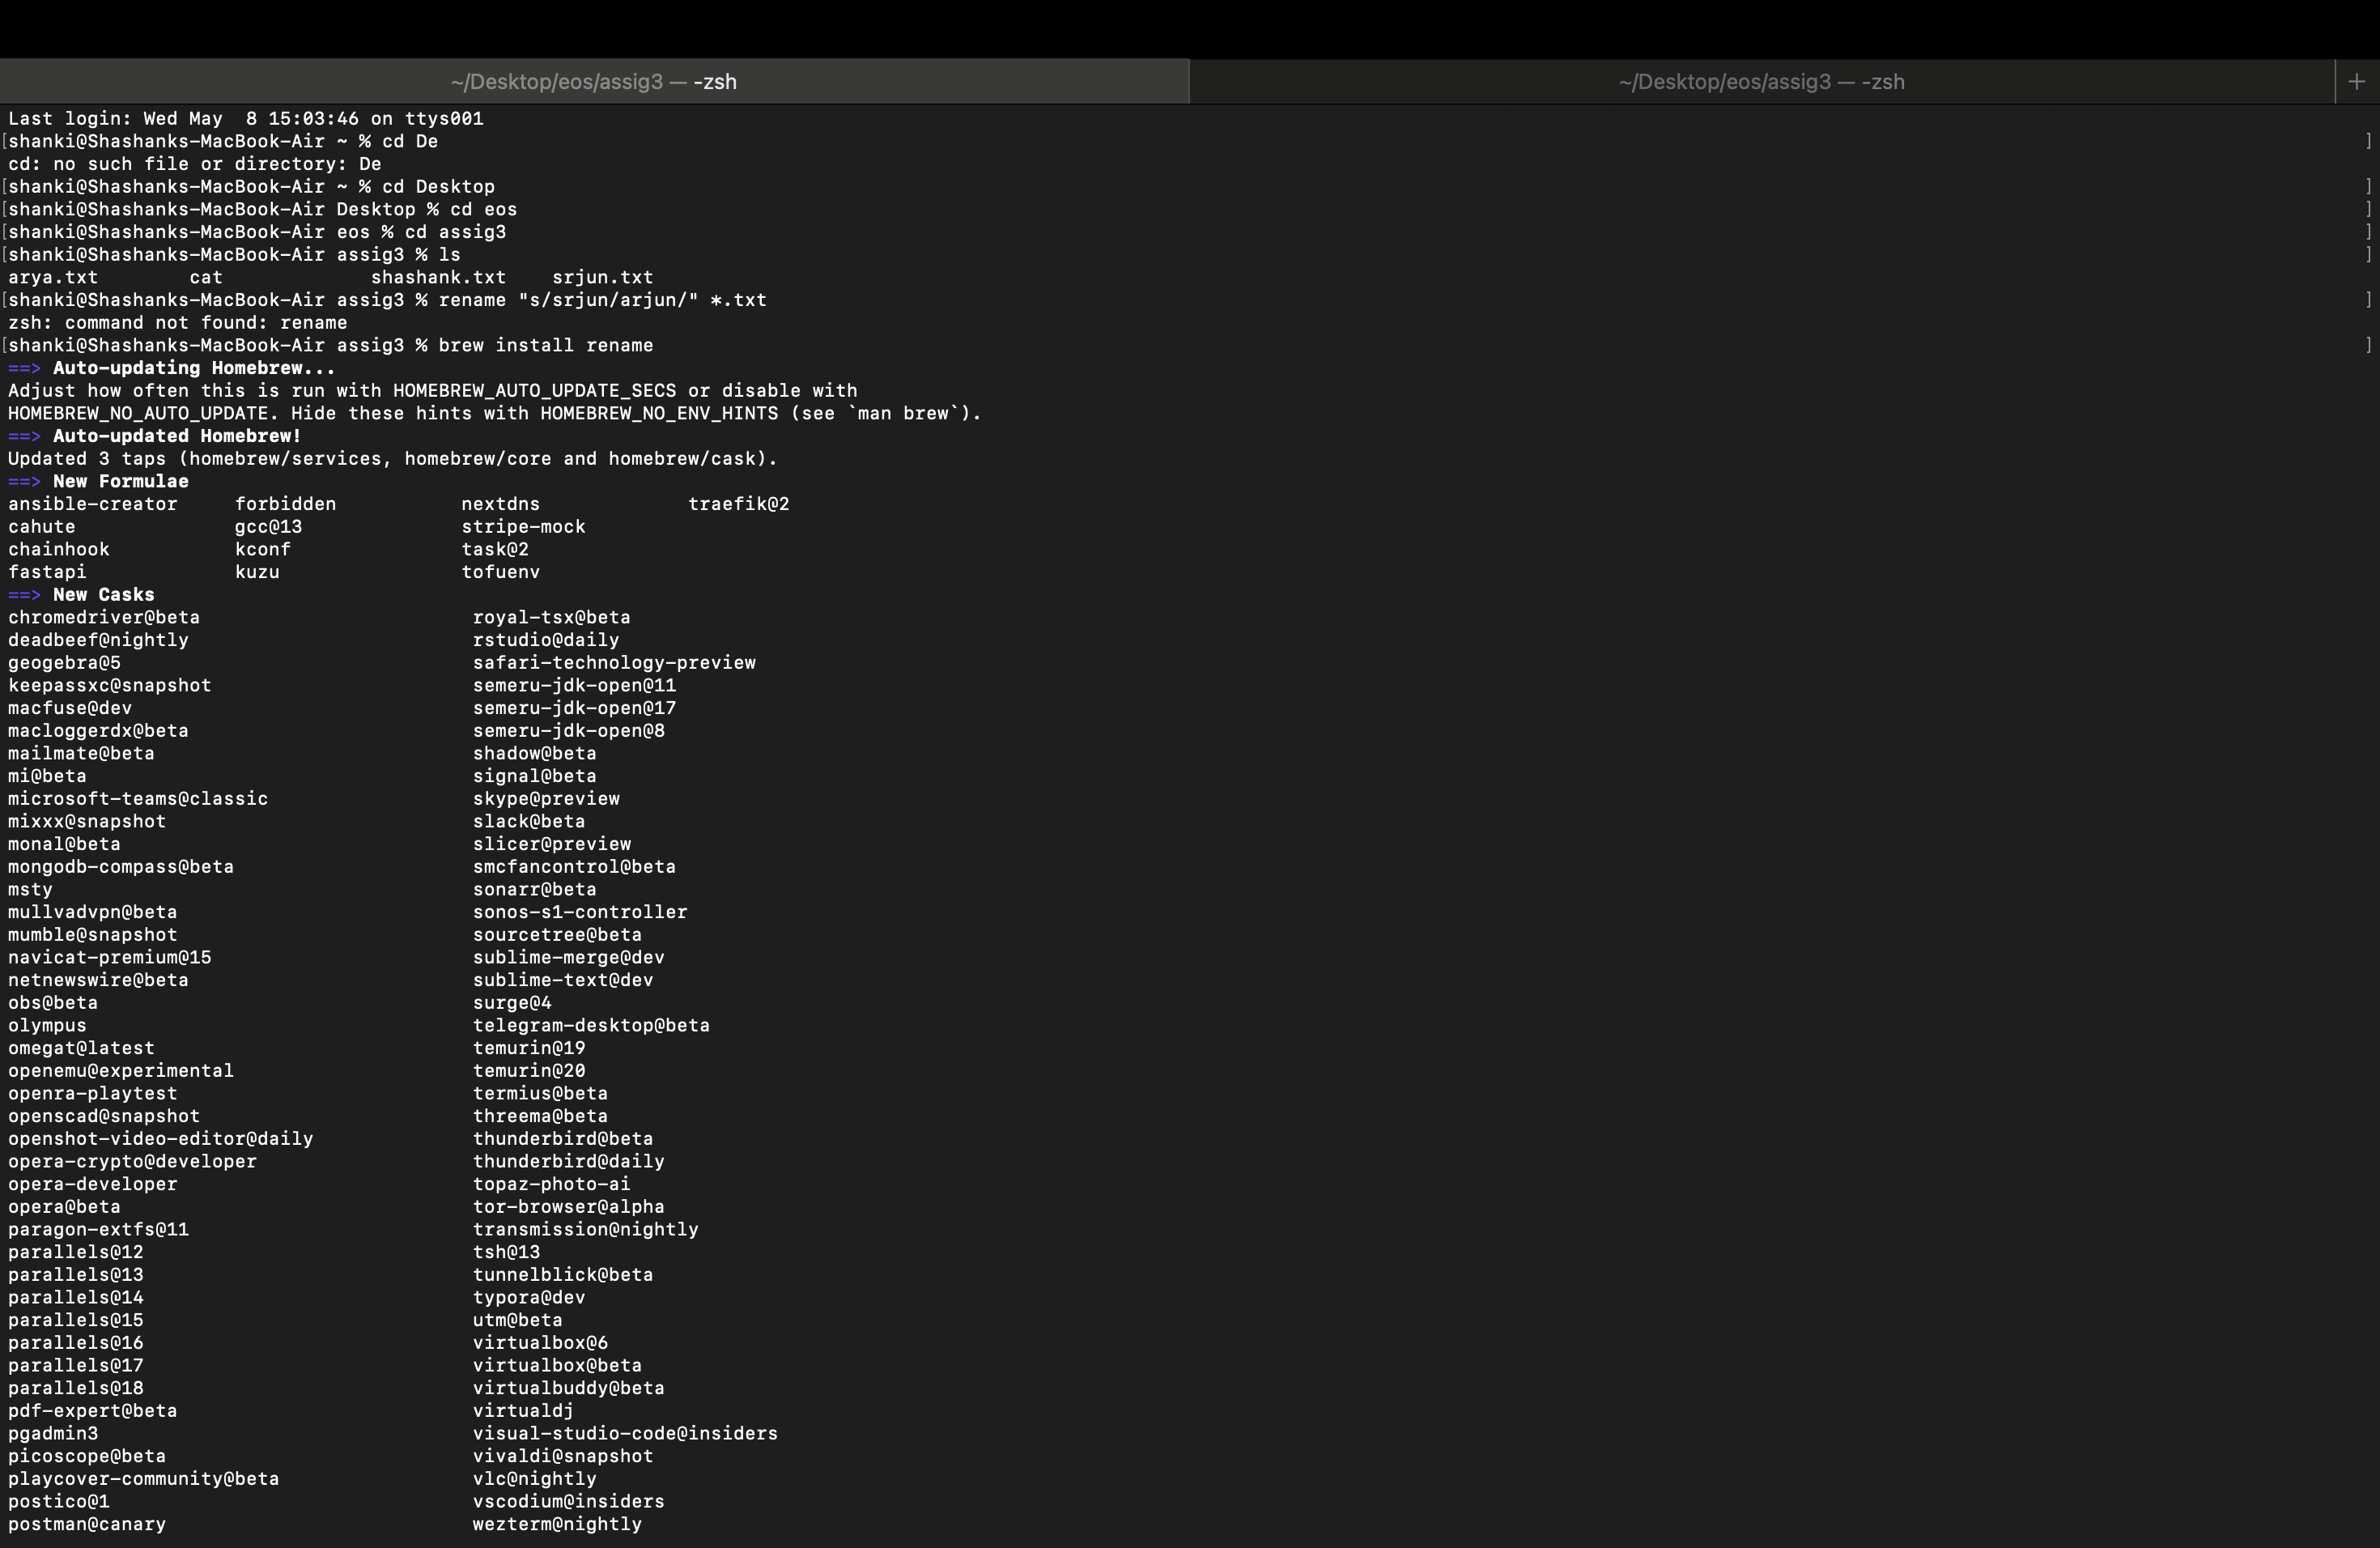 ~/Desktop/eos/assig3 — -zsh ~/Desktop/eos/assig3 — -zsh +
Last login: Wed May  8 15:03:46 on ttys001
[shanki@Shashanks-MacBook-Air ~ % cd De ]
cd: no such file or directory: De
[shanki@Shashanks-MacBook-Air ~ % cd Desktop ]
[shanki@Shashanks-MacBook-Air Desktop % cd eos ]
[shanki@Shashanks-MacBook-Air eos % cd assig3 ]
[shanki@Shashanks-MacBook-Air assig3 % ls ]
arya.txt cat shashank.txt srjun.txt
[shanki@Shashanks-MacBook-Air assig3 % rename "s/srjun/arjun/" *.txt ]
zsh: command not found: rename
[shanki@Shashanks-MacBook-Air assig3 % brew install rename ]
==> Auto-updating Homebrew...
Adjust how often this is run with HOMEBREW_AUTO_UPDATE_SECS or disable with
HOMEBREW_NO_AUTO_UPDATE. Hide these hints with HOMEBREW_NO_ENV_HINTS (see `man brew`).
==> Auto-updated Homebrew!
Updated 3 taps (homebrew/services, homebrew/core and homebrew/cask).
==> New Formulae
ansible-creator forbidden nextdns traefik@2
cahute gcc@13 stripe-mock
chainhook kconf task@2
fastapi kuzu tofuenv
==> New Casks
chromedriver@beta royal-tsx@beta
deadbeef@nightly rstudio@daily
geogebra@5 safari-technology-preview
keepassxc@snapshot semeru-jdk-open@11
macfuse@dev semeru-jdk-open@17
macloggerdx@beta semeru-jdk-open@8
mailmate@beta shadow@beta
mi@beta signal@beta
microsoft-teams@classic skype@preview
mixxx@snapshot slack@beta
monal@beta slicer@preview
mongodb-compass@beta smcfancontrol@beta
msty sonarr@beta
mullvadvpn@beta sonos-s1-controller
mumble@snapshot sourcetree@beta
navicat-premium@15 sublime-merge@dev
netnewswire@beta sublime-text@dev
obs@beta surge@4
olympus telegram-desktop@beta
omegat@latest temurin@19
openemu@experimental temurin@20
openra-playtest termius@beta
openscad@snapshot threema@beta
openshot-video-editor@daily thunderbird@beta
opera-crypto@developer thunderbird@daily
opera-developer topaz-photo-ai
opera@beta tor-browser@alpha
paragon-extfs@11 transmission@nightly
parallels@12 tsh@13
parallels@13 tunnelblick@beta
parallels@14 typora@dev
parallels@15 utm@beta
parallels@16 virtualbox@6
parallels@17 virtualbox@beta
parallels@18 virtualbuddy@beta
pdf-expert@beta virtualdj
pgadmin3 visual-studio-code@insiders
picoscope@beta vivaldi@snapshot
playcover-community@beta vlc@nightly
postico@1 vscodium@insiders
postman@canary wezterm@nightly